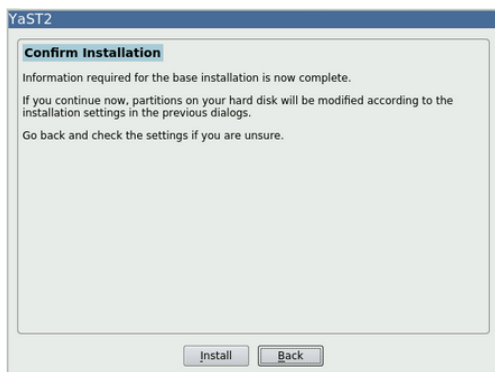 YaST2
Confirm Installation
Information required for the base installation is now complete.
If you continue now, partitions on your hard disk will be modified according to the
installation settings in the previous dialogs.
Go back and check the settings if you are unsure.
Install Back